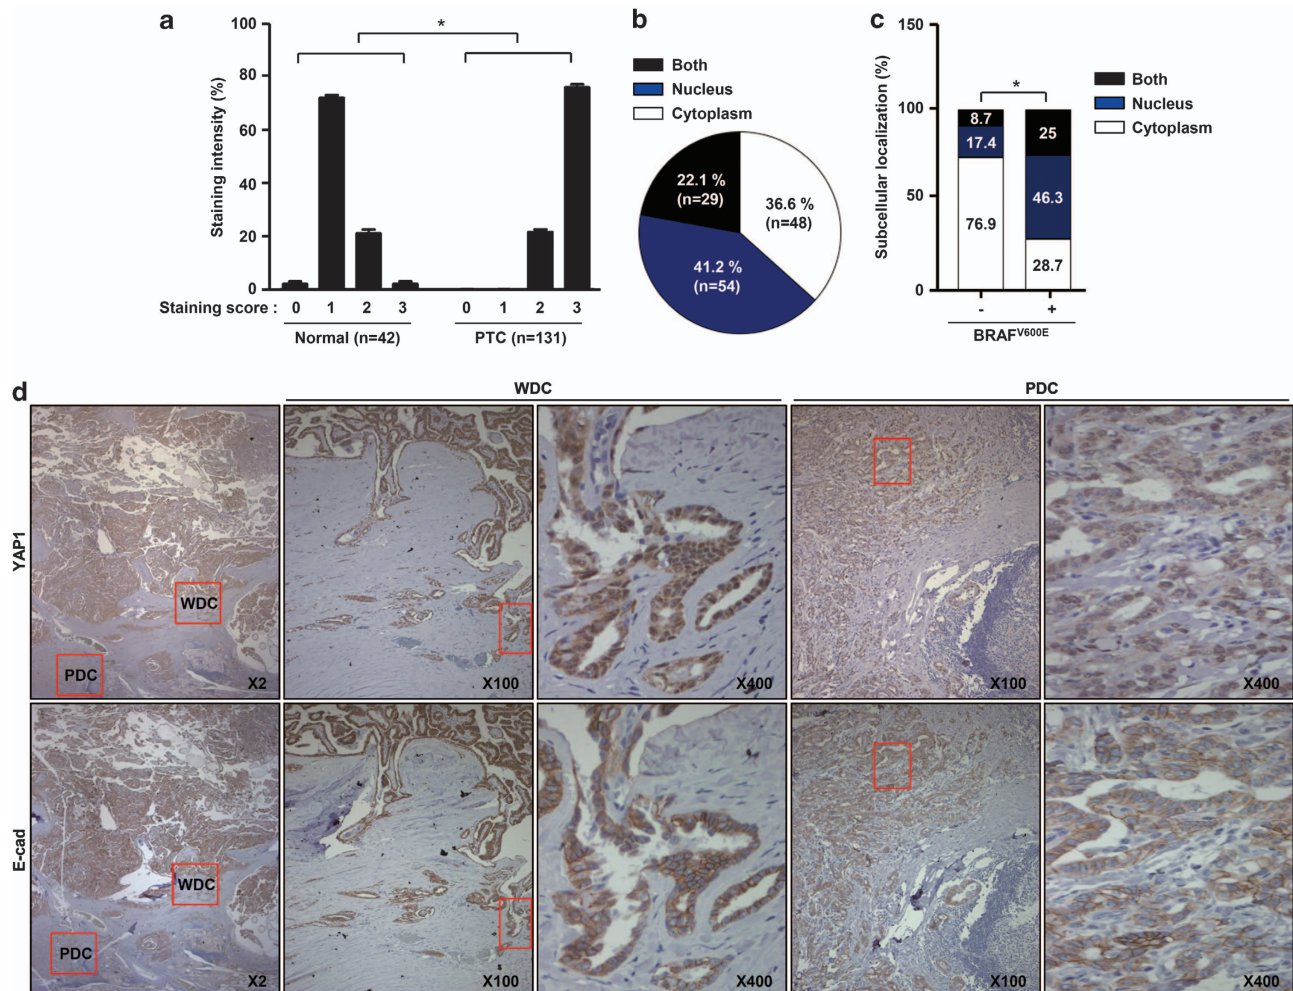 a
100
80
60
40
20
0
Staining intensity (%)
*
Staining score : 0 1 2 3 0 1 2 3
Normal (n=42) PTC (n=131)
b
Both
Nucleus
Cytoplasm
22.1 %
(n=29)
36.6 %
(n=48)
41.2 %
(n=54)
c
150
100
50
0
Subcellular localization (%)
*
8.7
17.4
76.9
25
46.3
28.7
- +
BRAFV600E
Both
Nucleus
Cytoplasm
d
WDC PDC
YAP1
WDC
PDC
X2 X100 X400 X100 X400
E-cad
WDC
PDC
X2 X100 X400 X100 X400